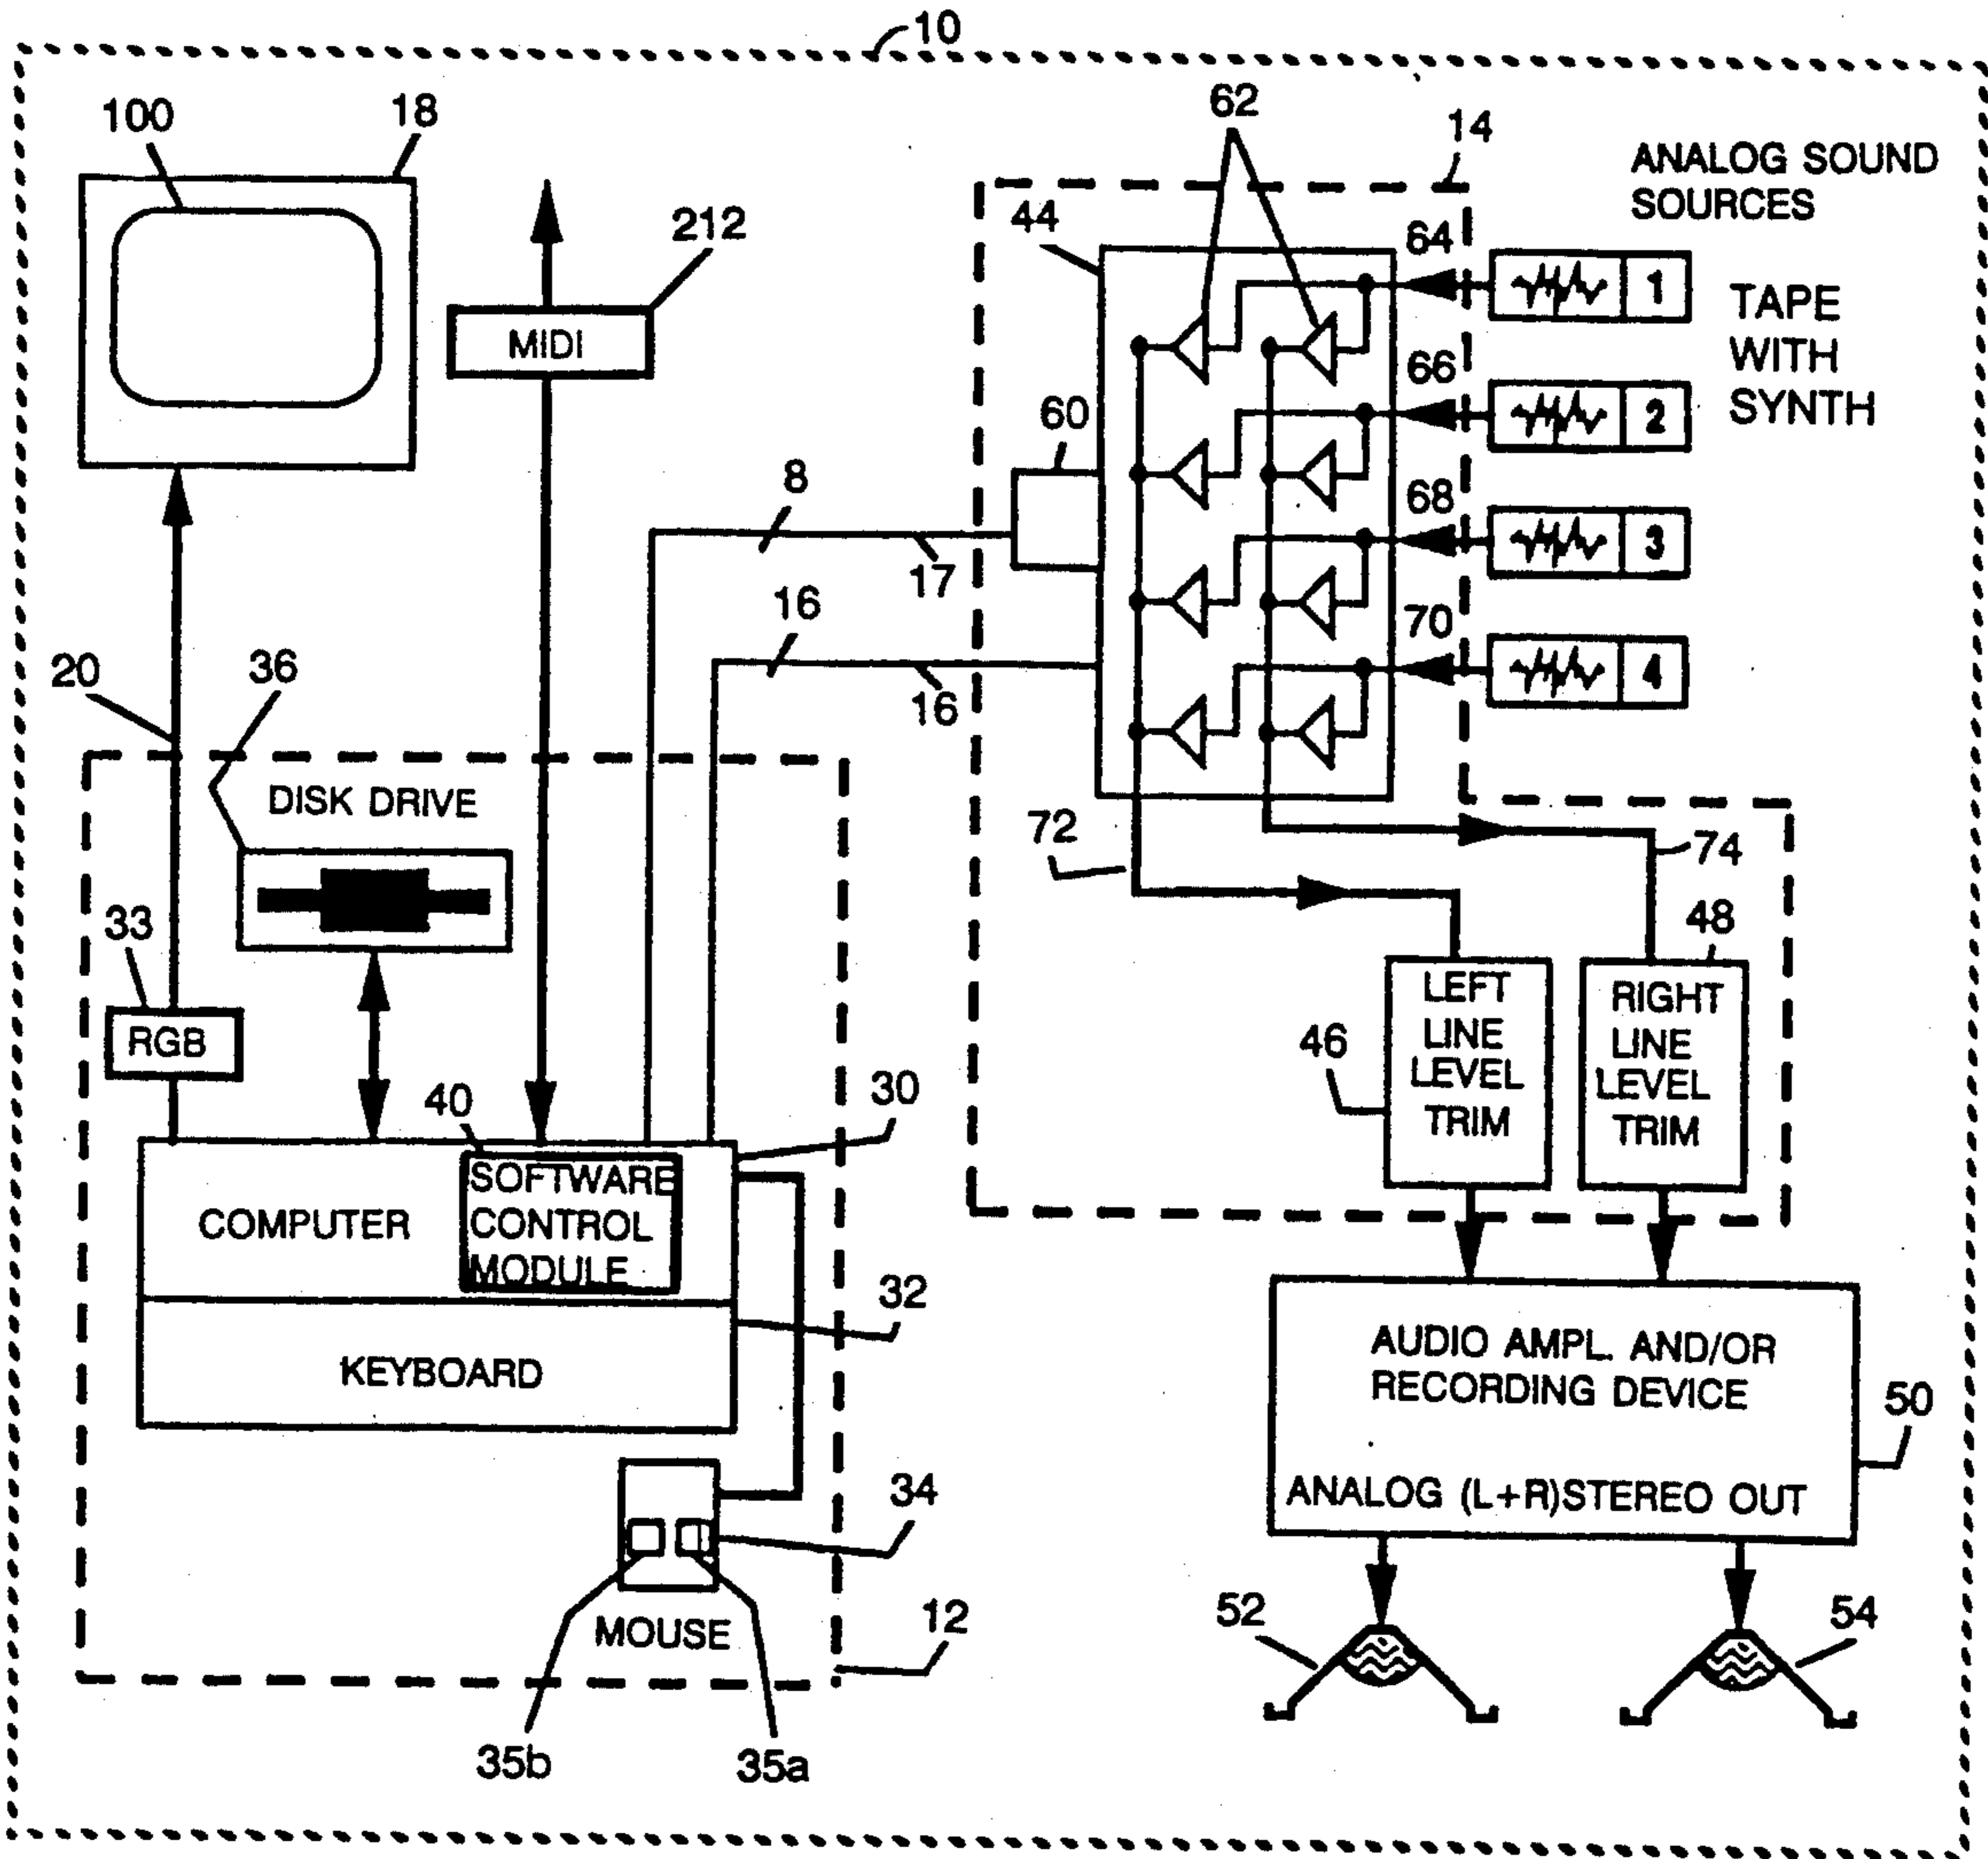 10
100
18
62
14
ANALOG SOUND
SOURCES
212
44
64
1
TAPE
WITH
SYNTH
MIDI
66
2
60
8
68
3
17
16
70
4
16
20
36
DISK DRIVE
72
74
33
48
RGB
LEFT
LINE
LEVEL
TRIM
RIGHT
LINE
LEVEL
TRIM
46
40
30
SOFTWARE
CONTROL
MODULE
COMPUTER
32
KEYBOARD
AUDIO AMPL. AND/OR
RECORDING DEVICE
50
34
ANALOG (L+R)STEREO OUT
MOUSE
12
52
54
35b
35a